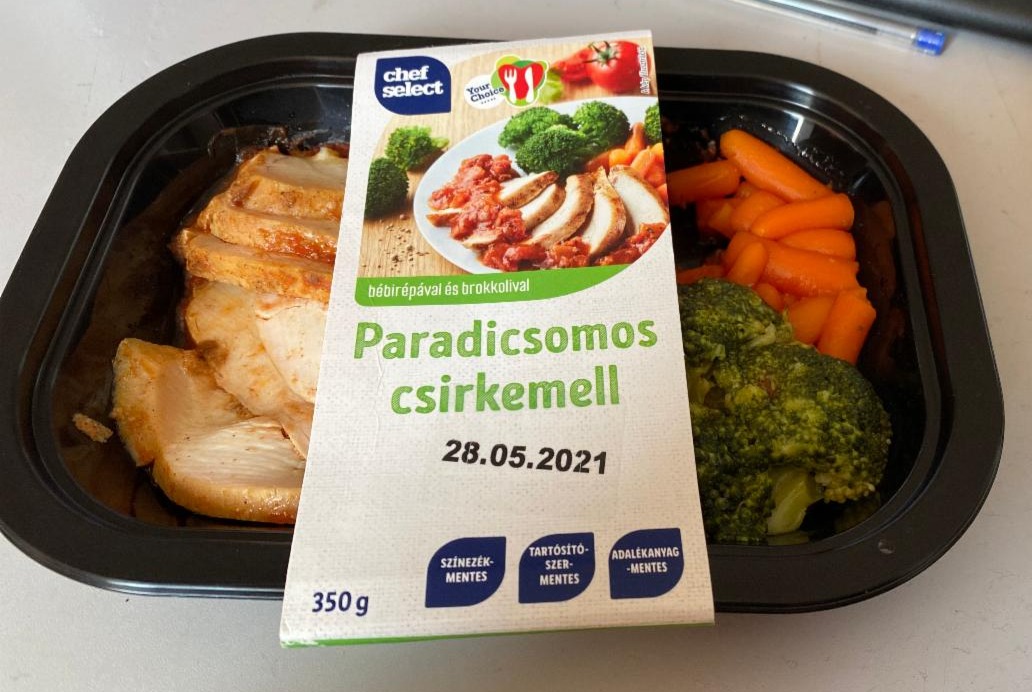 chef
select
Your
Choice
bébirépával és brokkolival
Paradicsomos
csirkemell
28.05.2021
SZÍNEZÉK-
MENTES
TARTÓSÍTÓ-
SZER-
MENTES
ADALÉKANYAG
-MENTES
350 g